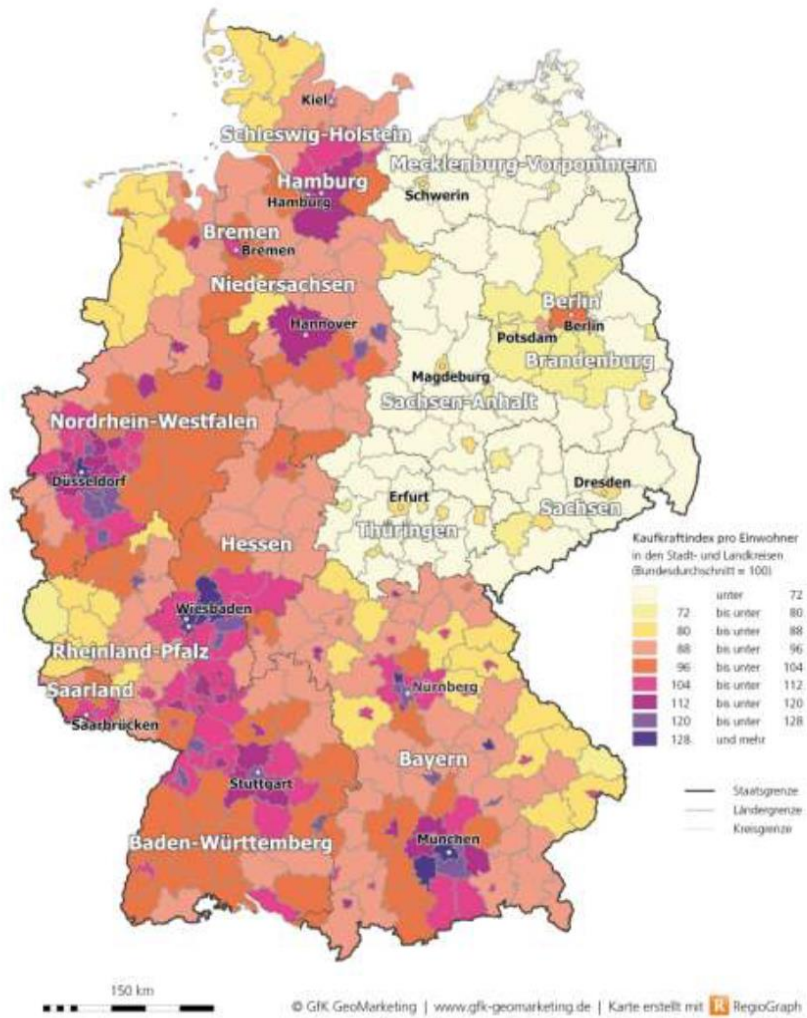 Kiel
Schleswig-Holstein
Mecklenburg-Vorpommern
Hamburg
Schwerin
Hamburg
Bremen
Bremen
Niedersachsen
Berlin
Hannover
Berlin
Potsdam
Brandenburg
Magdeburg
Sachsen-Anhalt
Nordrhein-Westfalen
Düsseldorf
Dresden
Erfurt
Sachsen
Thüringen
Hessen
Wiesbaden
Rheinland-Pfalz
Saarland
Nürnberg
Saarbrücken
Bayern
Stuttgart
München
Baden-Württemberg
Kaufkraftindex pro Einwohner
in den Stadt- und Landkreisen
(Bundesdurchschnitt = 100)
unter 72
72 bis unter 80
80 bis unter 88
88 bis unter 96
96 bis unter 104
104 bis unter 112
112 bis unter 120
120 bis unter 128
128 und mehr
Staatsgrenze
Ländergrenze
Kreisgrenze
150 km
© GfK GeoMarketing | www.gfk-geomarketing.de | Karte erstellt mit R RegioGraph